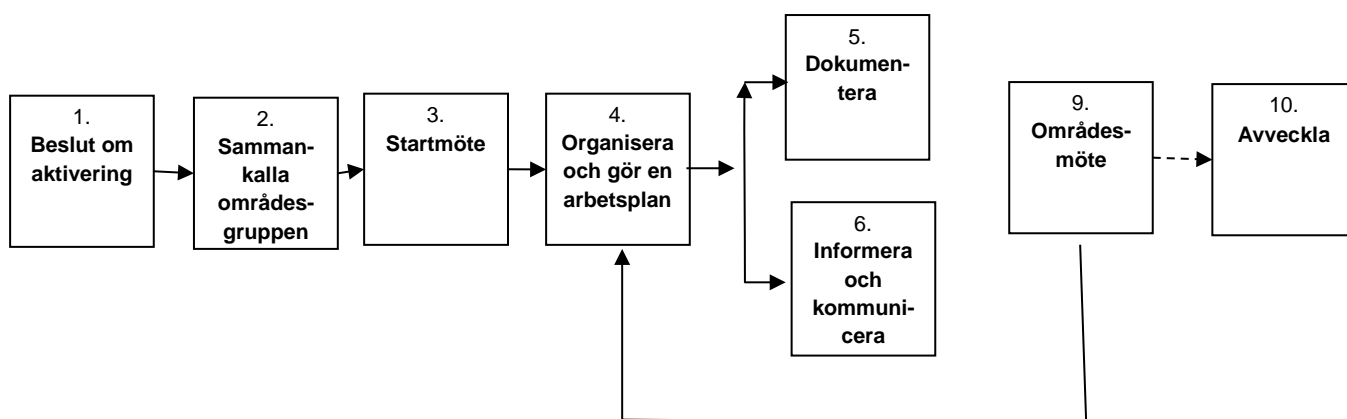 1.
Beslut om
aktivering
2.
Samman-
kalla
områdes-
gruppen
3.
Startmöte
4.
Organisera
och gör en
arbetsplan
5.
Dokumen-
tera
6.
Informera
och
kommuni-
cera
9.
Områdes-
möte
10.
Avveckla